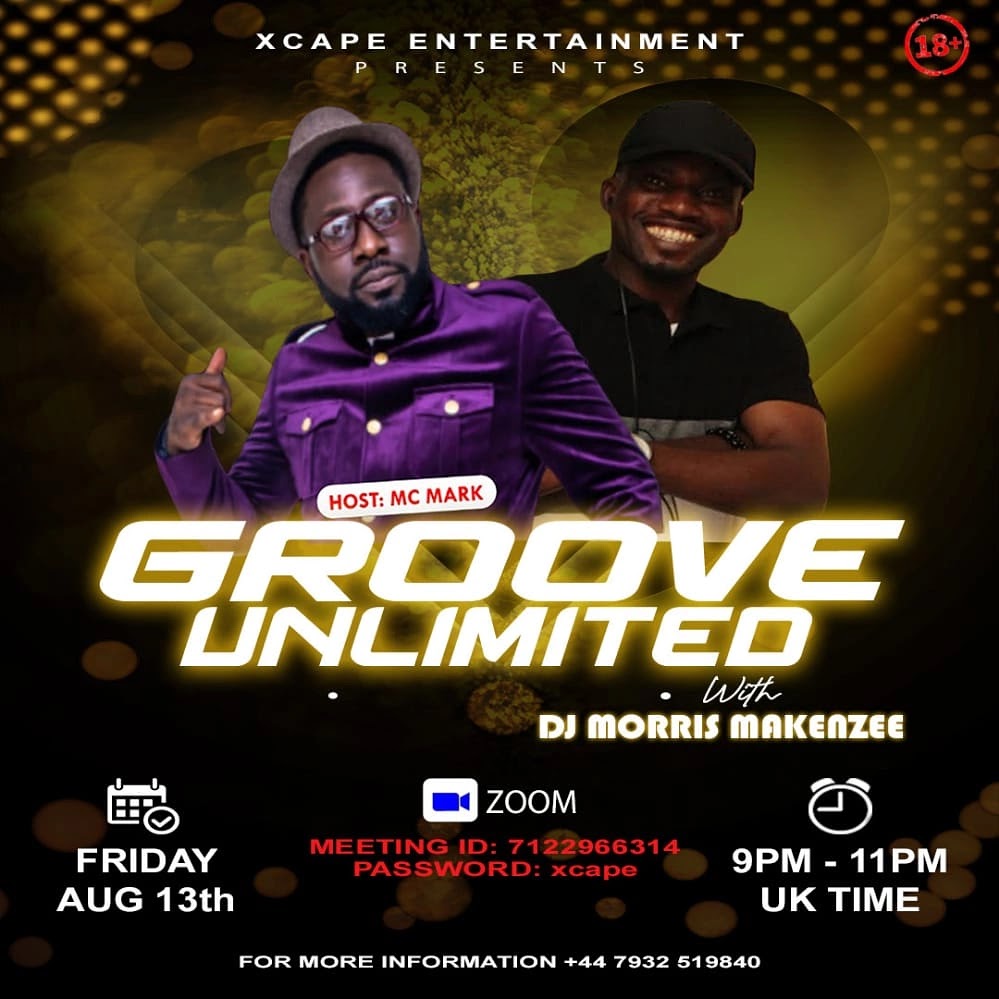 XCAPE ENTERTAINMENT
PRESENTS
18+
HOST: MC MARK
GROOVE
UNLIMITED
With
DJ MORRIS MAKENZEE
FRIDAY
AUG 13th
ZOOM
MEETING ID: 7122966314
PASSWORD: xcape
9PM - 11PM
UK TIME
FOR MORE INFORMATION +44 7932 519840